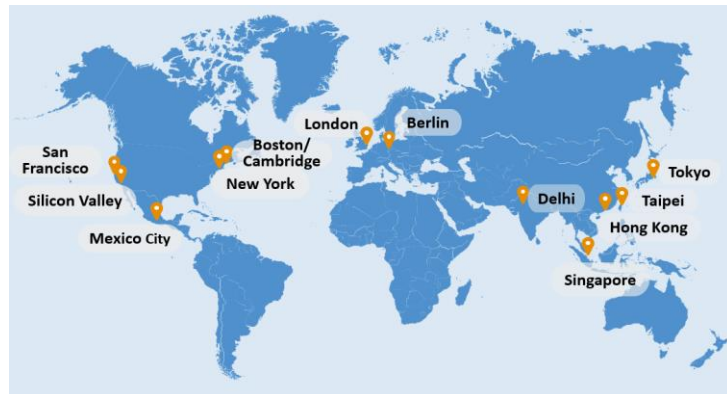 London
Berlin
San
Francisco
Boston/
Cambridge
New York
Silicon Valley
Mexico City
Delhi
Tokyo
Taipei
Hong Kong
Singapore